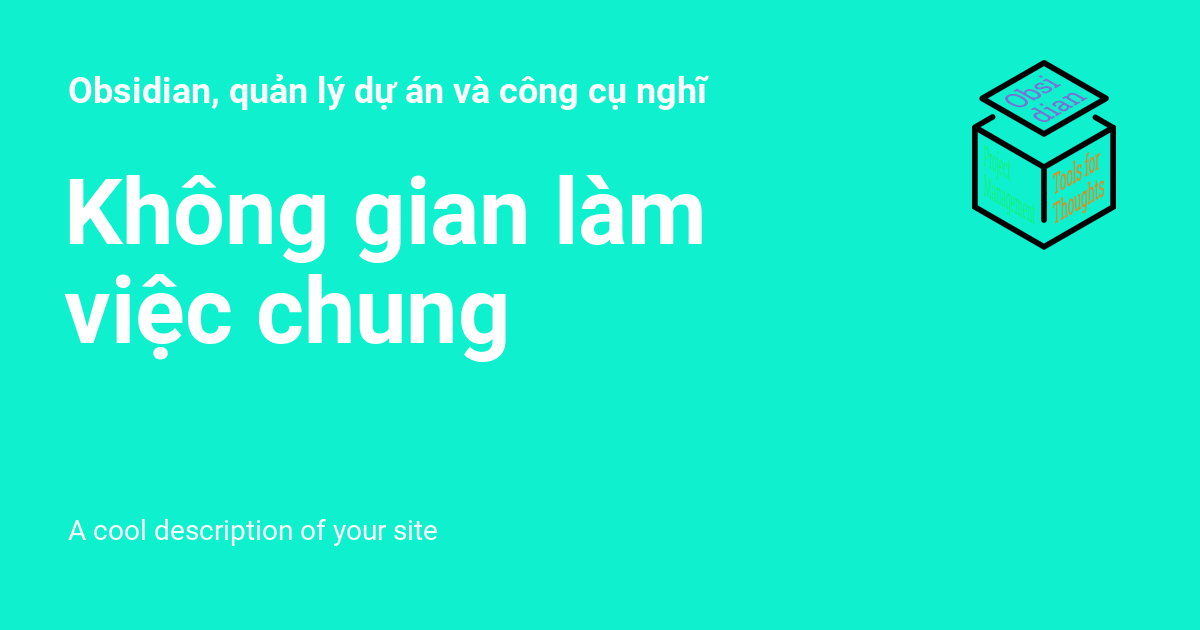 Obsidian, quản lý dự án và công cụ nghĩ
Không gian làm
việc chung
A cool description of your site
Obsi
dian
Project
Management
Tools for
Thoughts